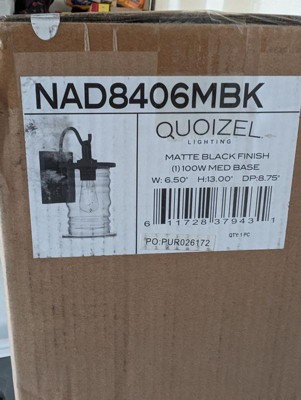 NAD8406MBK
QUOIZEL
LIGHTING
MATTE BLACK FINISH
(1) 100W MED BASE
W: 6.50" H:13.00" DP:8.75"
6 11728 37943 1
PO:PUR026172
QTY: 1 PC